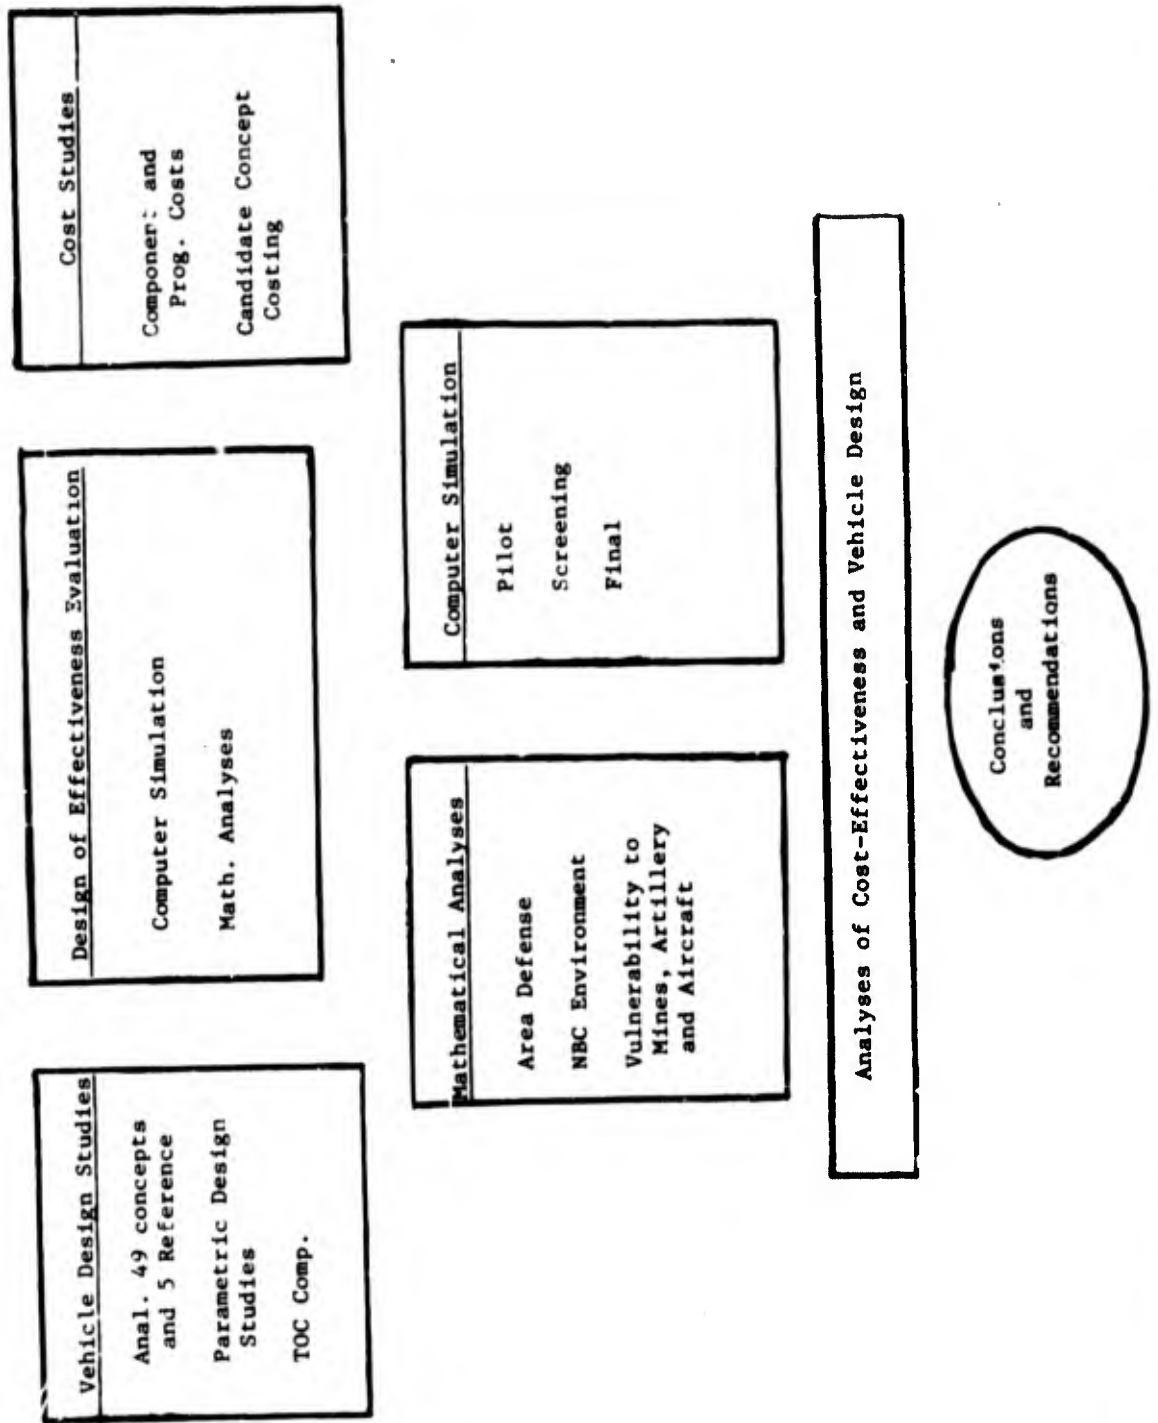 Vehicle Design Studies
Anal. 49 concepts
and 5 Reference
Parametric Design
Studies
TOC Comp.
Design of Effectiveness Evaluation
Computer Simulation
Math. Analyses
Cost Studies
Component and
Prog. Costs
Candidate Concept
Costing
Mathematical Analyses
Area Defense
NBC Environment
Vulnerability to
Mines, Artillery
and Aircraft
Computer Simulation
Pilot
Screening
Final
Analyses of Cost-Effectiveness and Vehicle Design
Conclusions
and
Recommendations